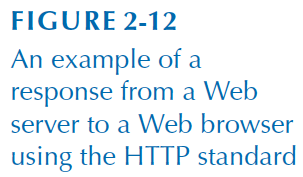 FIGURE 2-12
An example of a
response from a Web
server to a Web browser
using the HTTP standard